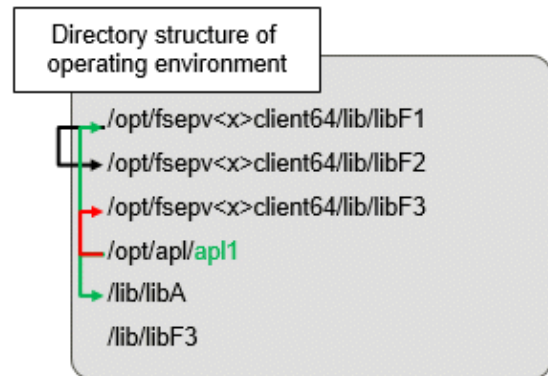 Directory structure of
operating environment
/opt/fsepv<x>client64/lib/libF1
/opt/fsepv<x>client64/lib/libF2
/opt/fsepv<x>client64/lib/libF3
/opt/apl/apl1
/lib/libA
/lib/libF3